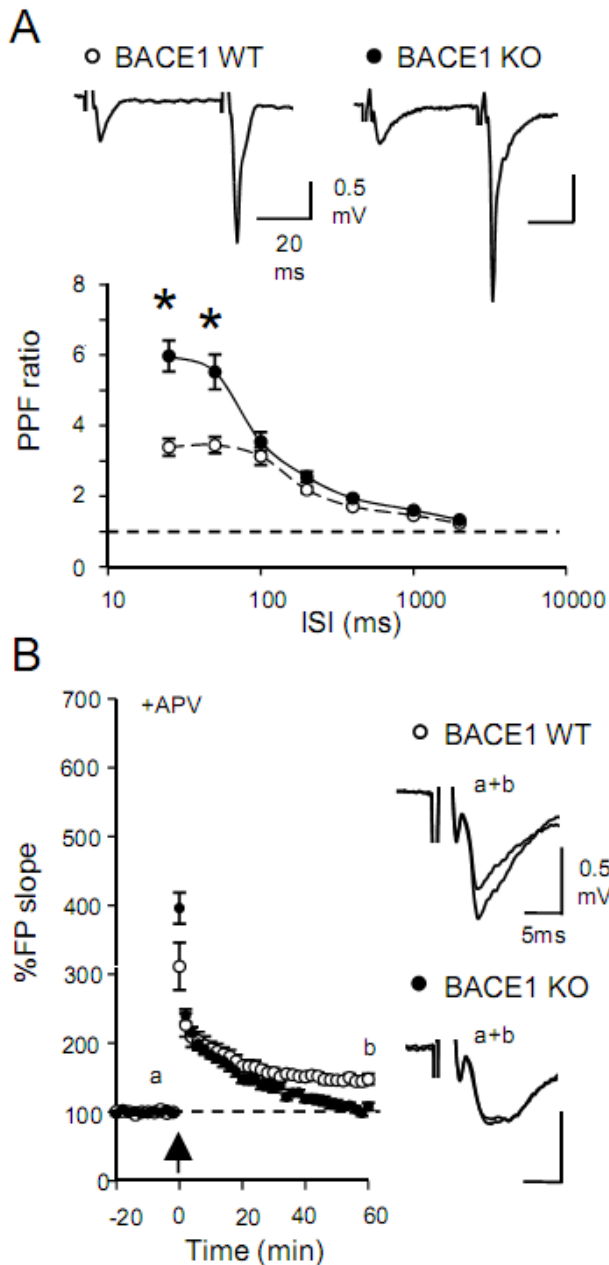 A
BACE1 WT
BACE1 KO
0.5
mV
20
ms
*
*
8
6
4
2
0
PPF ratio
10
100
1000
10000
ISI (ms)
B
700
+APV
600
500
400
300
200
100
0
%FP slope
a
b
-20
0
20
40
60
Time (min)
BACE1 WT
a+b
0.5
mV
5ms
BACE1 KO
a+b